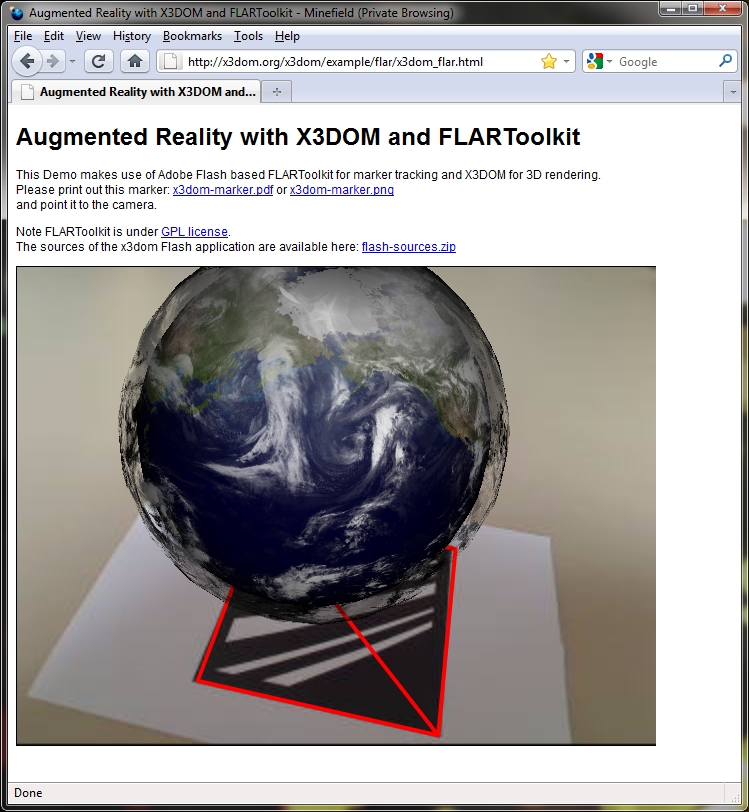 Augmented Reality with X3DOM and FLARToolkit - Minefield (Private Browsing)
File Edit View History Bookmarks Tools Help
http://x3dom.org/x3dom/example/flar/x3dom_flar.html Google
Augmented Reality with X3DOM and...
Augmented Reality with X3DOM and FLARToolkit
This Demo makes use of Adobe Flash based FLARToolkit for marker tracking and X3DOM for 3D rendering.
Please print out this marker: x3dom-marker.pdf or x3dom-marker.png
and point it to the camera.
Note FLARToolkit is under GPL license.
The sources of the x3dom Flash application are available here: flash-sources.zip
Done